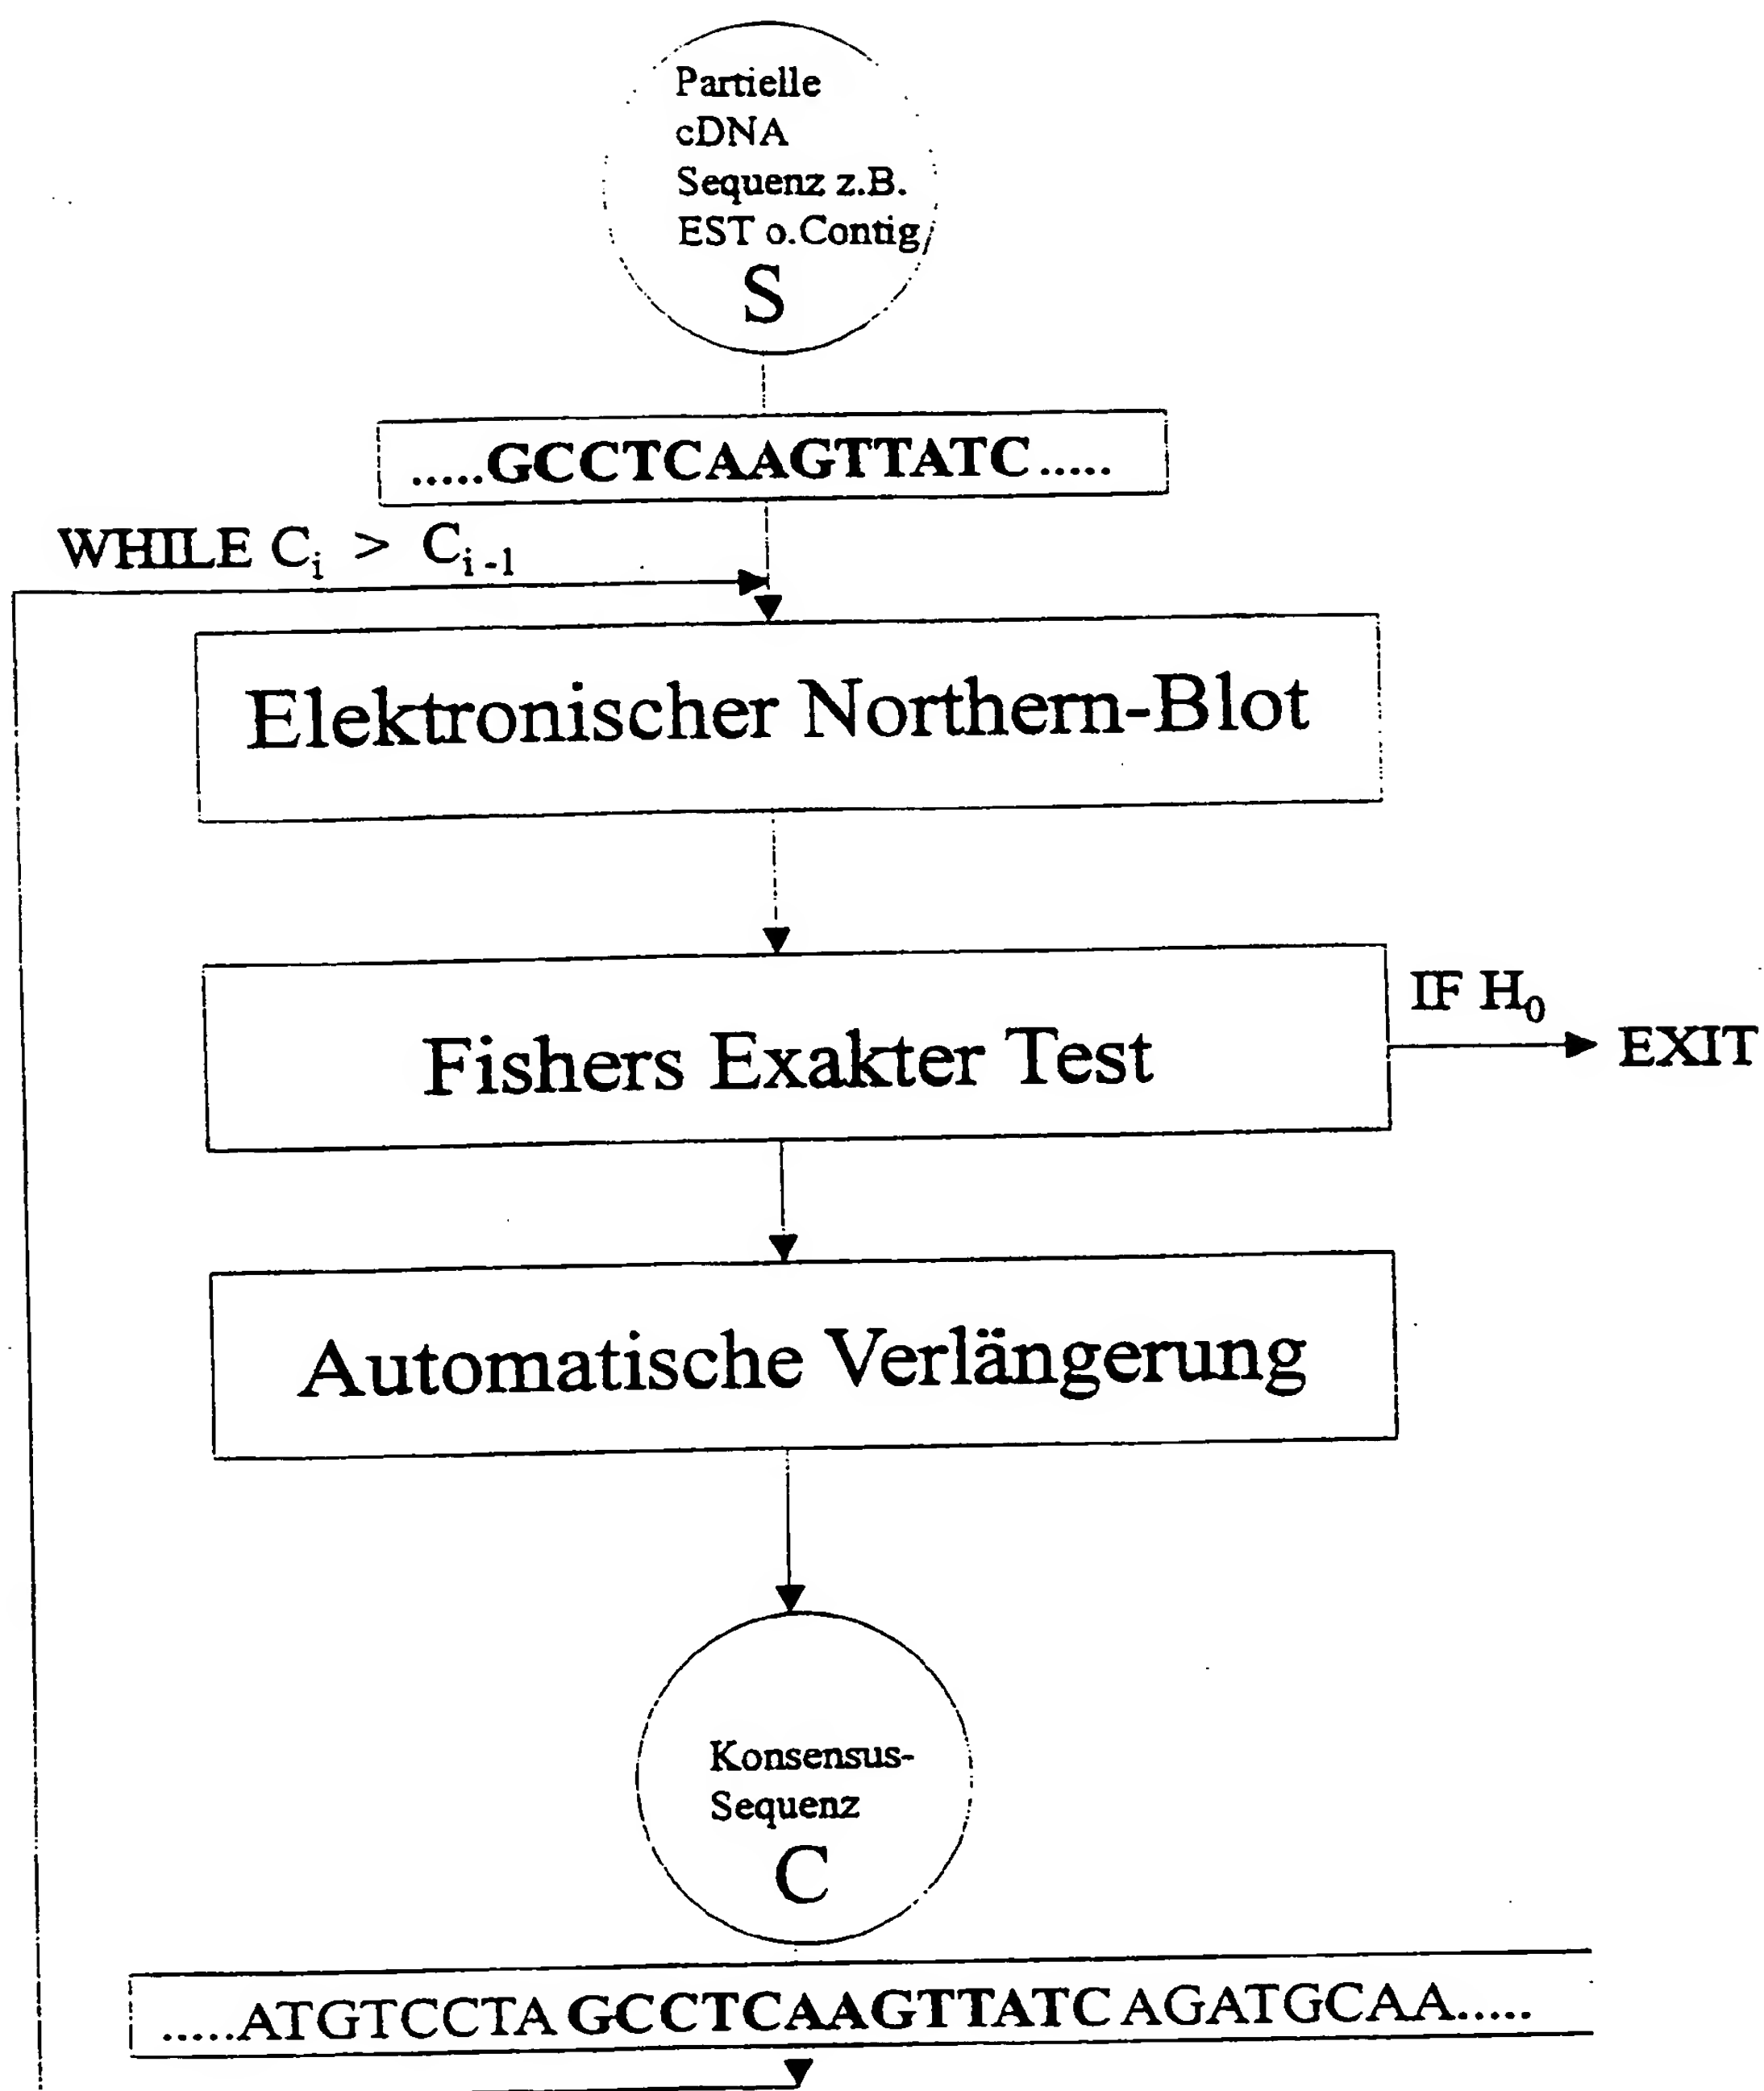 Partielle
cDNA
Sequenz z.B.
EST o.Contig
S
.....GCCTCAAGTTATC.....
WHILE Ci > Ci-1
Elektronischer Northern-Blot
Fishers Exakter Test
IF H0
EXIT
Automatische Verlängerung
Konsensus-
Sequenz
C
.....ATGTCCTA GCCTCAAGTTATC AGATGCAA.....